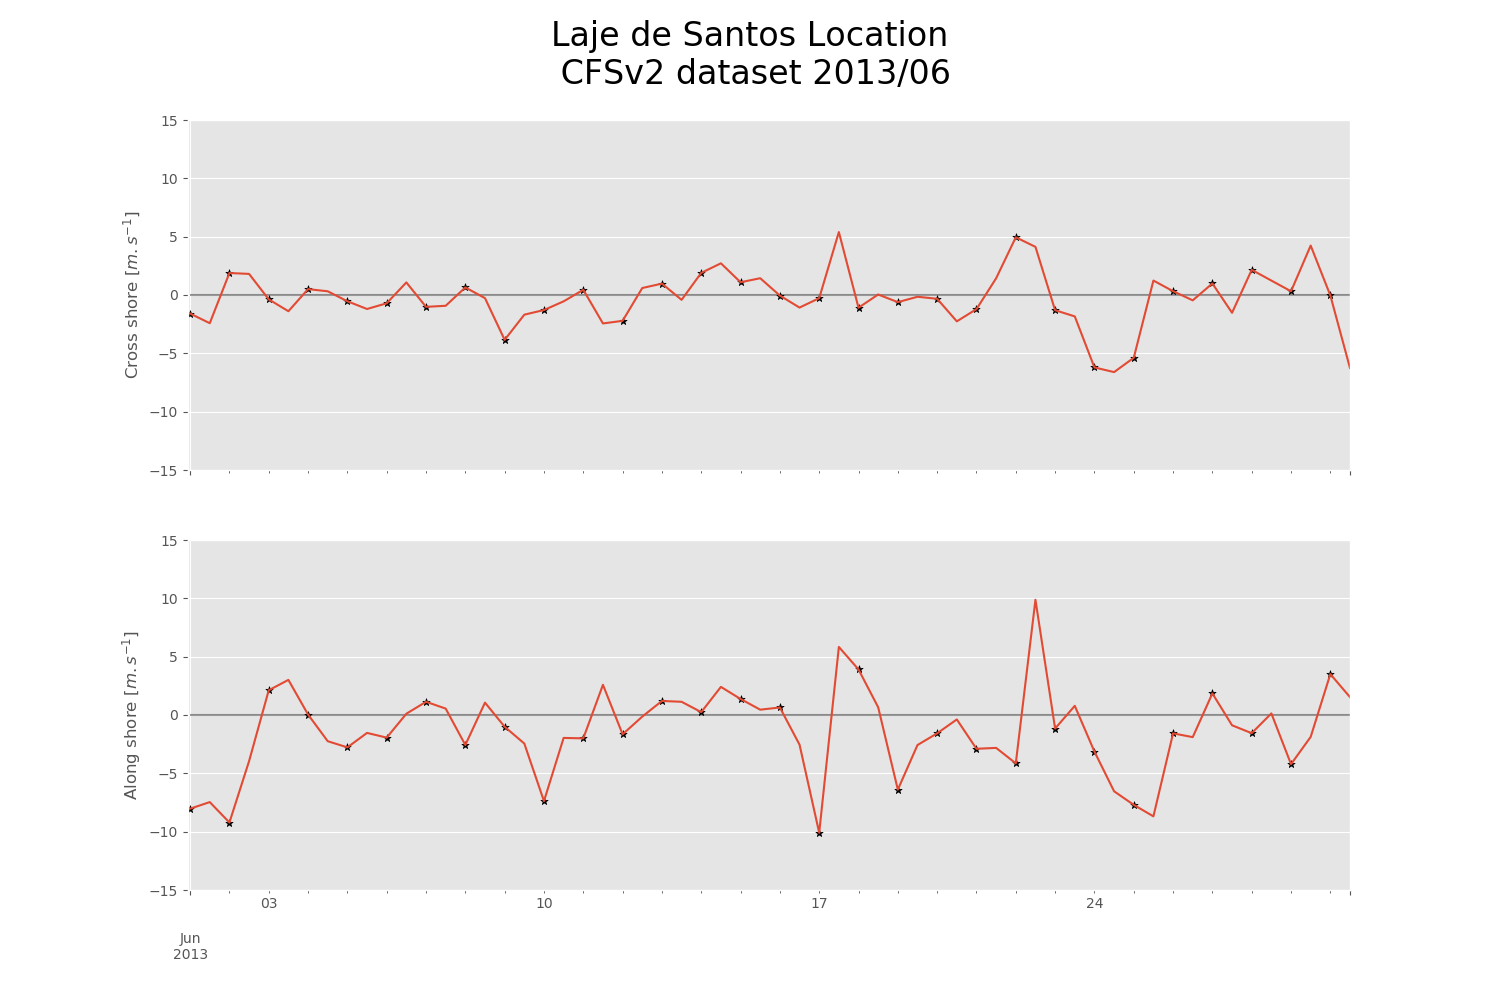 Laje de Santos Location
CFSv2 dataset 2013/06
15
10
5
0
−5
−10
−15
Cross shore [m. s⁻¹]
15
10
5
0
−5
−10
−15
Along shore [m. s⁻¹]
03 10 17 24
Jun
2013